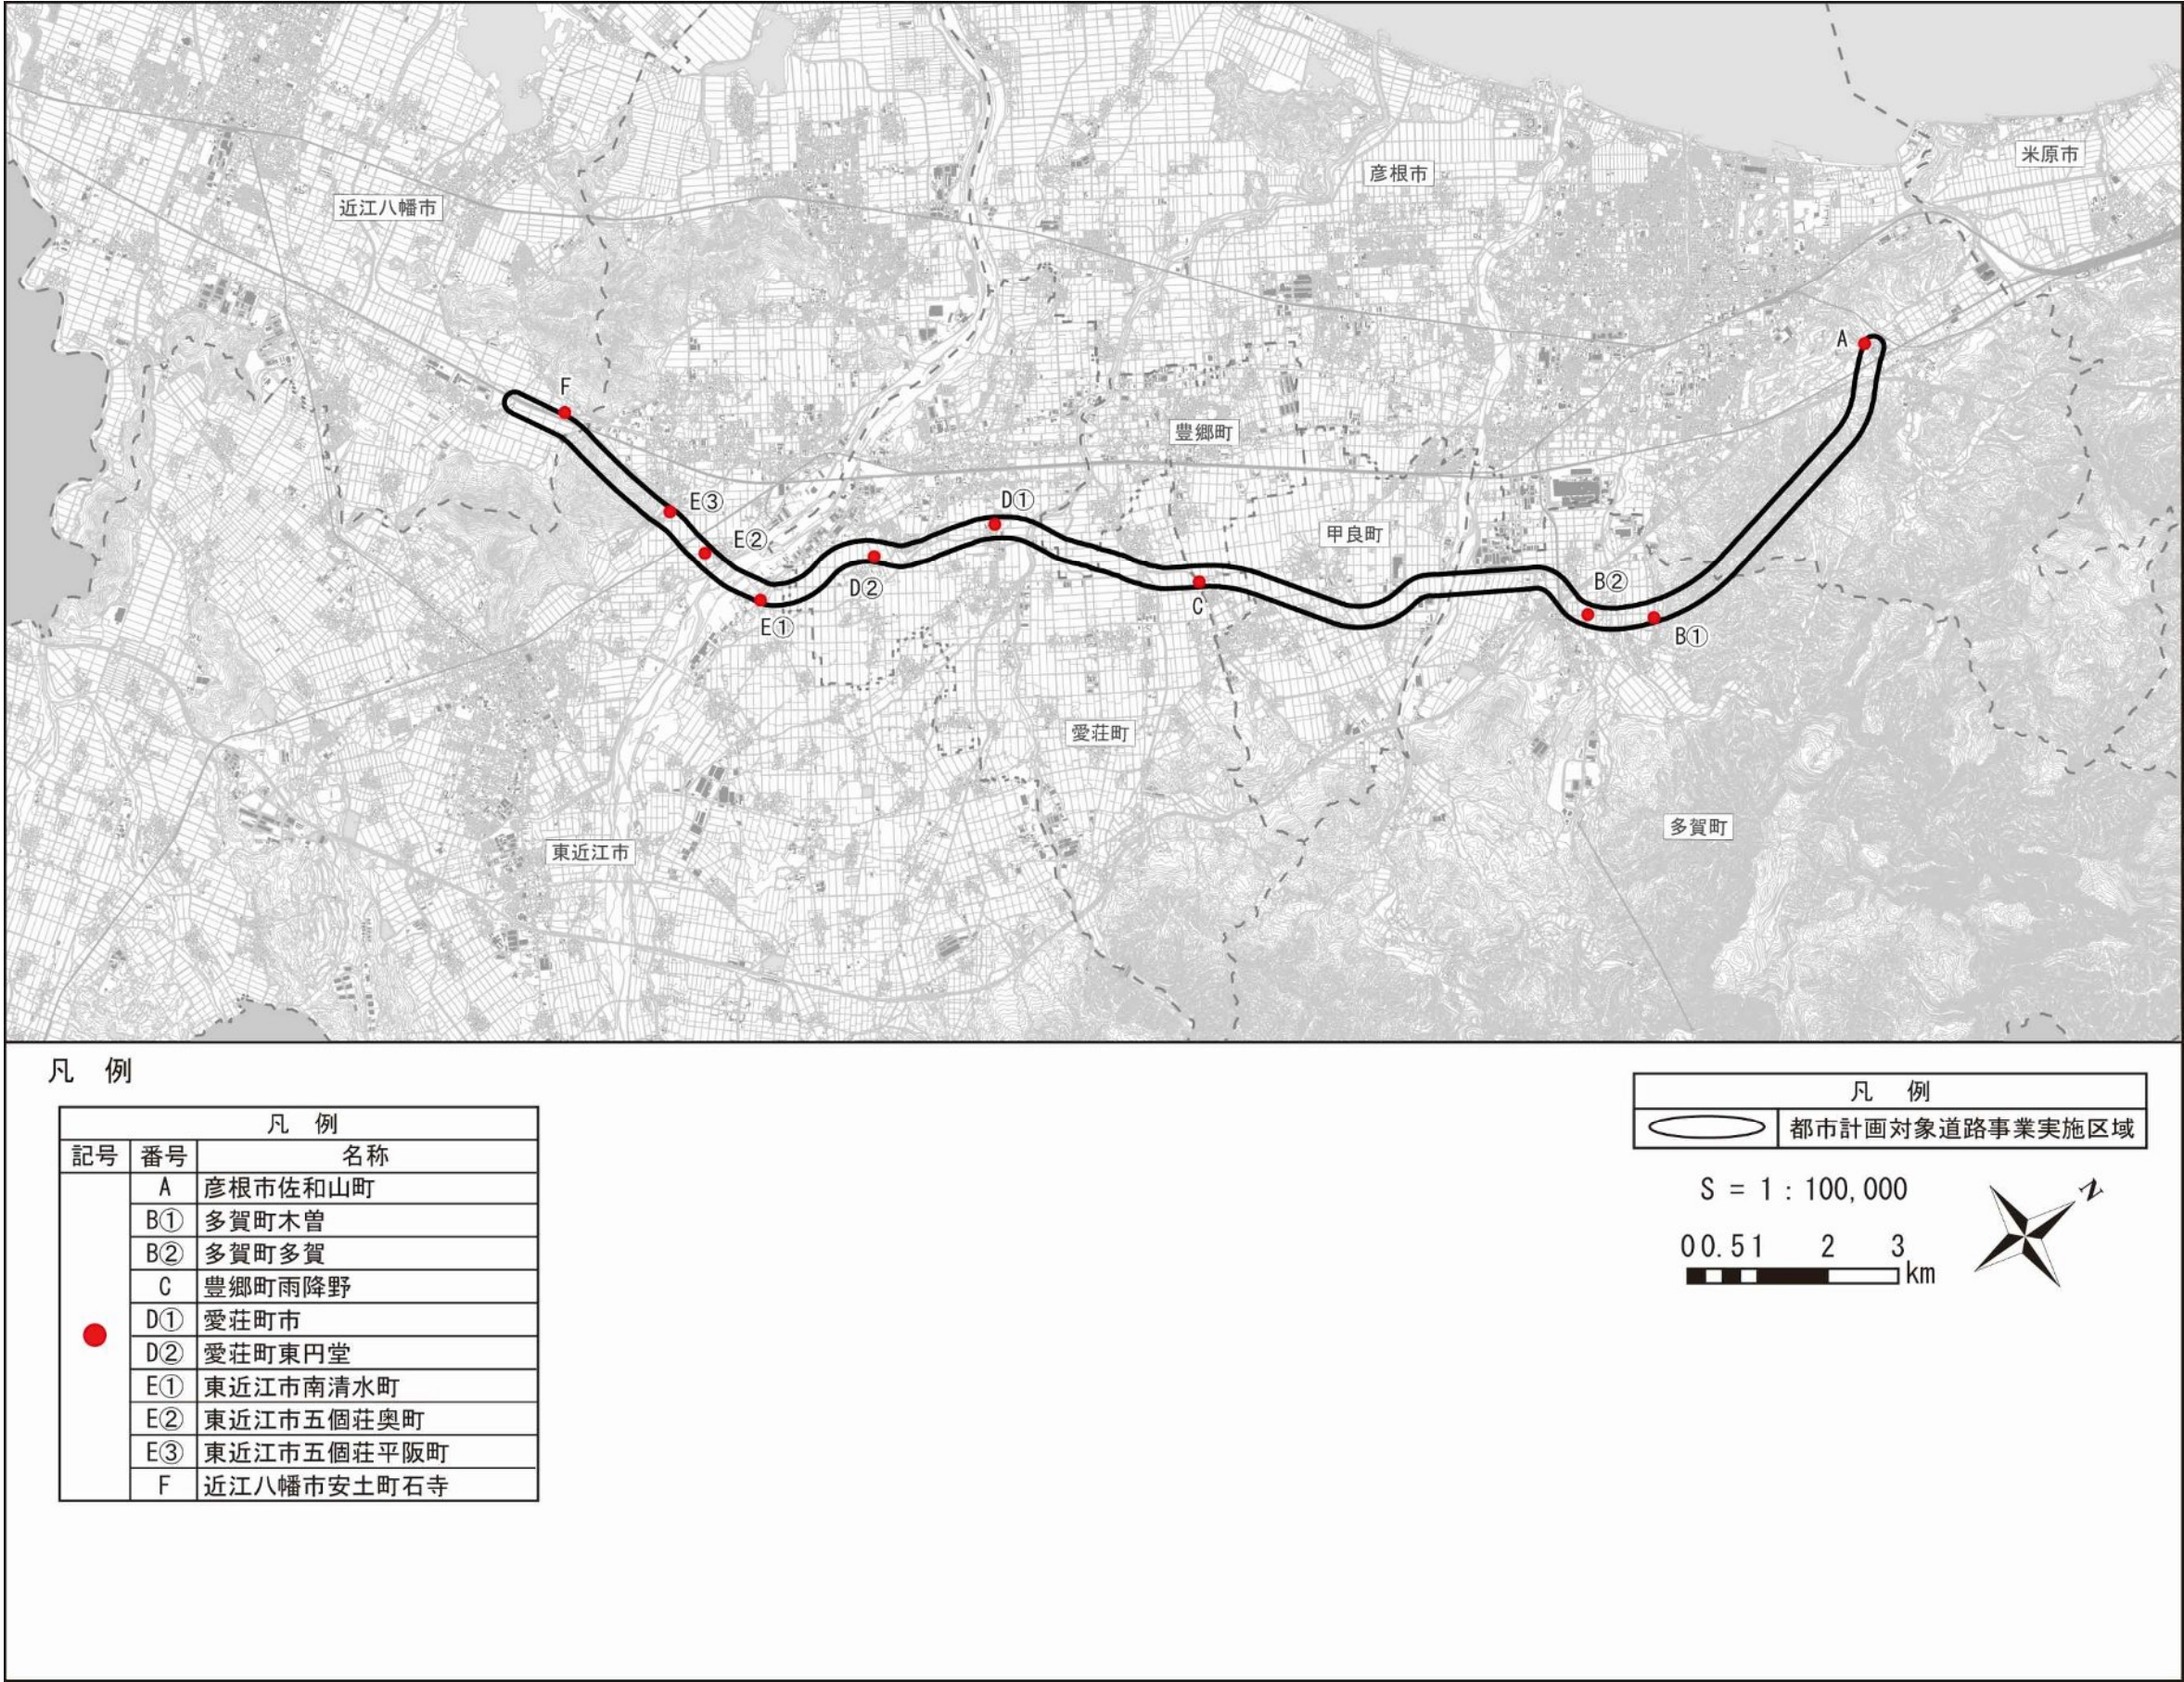 米原市
彦根市
近江八幡市
A
F
豊郷町
E③
D①
E②
甲良町
B②
D②
C
E①
B①
愛荘町
多賀町
東近江市
凡 例
凡 例
記号 番号 名称
A 彦根市佐和山町
B① 多賀町木曽
B② 多賀町多賀
C 豊郷町雨降野
D① 愛荘町市
D② 愛荘町東円堂
E① 東近江市南清水町
E② 東近江市五個荘奥町
E③ 東近江市五個荘平阪町
F 近江八幡市安土町石寺
凡 例
都市計画対象道路事業実施区域
S = 1 : 100,000
N
0 0.5 1 2 3
km